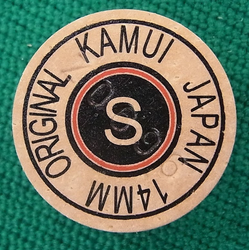 ORIGINAL KAMUI JAPAN 14MM
S